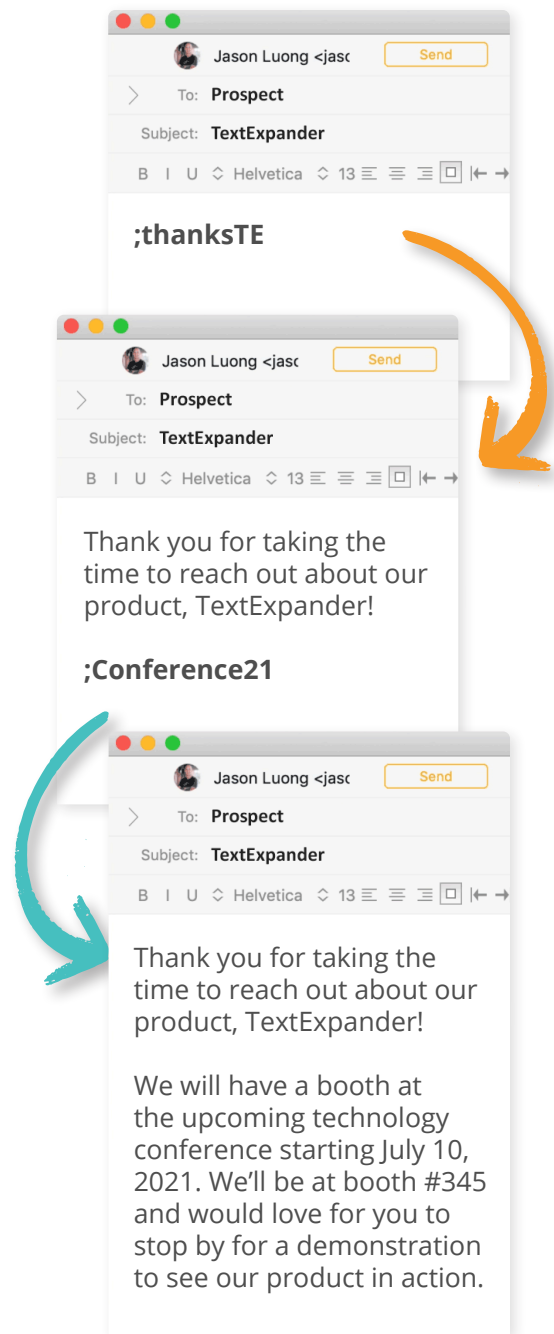 Jason Luong <jasc
Send
To: Prospect
Subject: TextExpander
B I U Helvetica 13
;thanksTE
Jason Luong <jasc
Send
To: Prospect
Subject: TextExpander
B I U Helvetica 13
Thank you for taking the
time to reach out about our
product, TextExpander!
;Conference21
Jason Luong <jasc
Send
To: Prospect
Subject: TextExpander
B I U Helvetica 13
Thank you for taking the
time to reach out about our
product, TextExpander!
We will have a booth at
the upcoming technology
conference starting July 10,
2021. We’ll be at booth #345
and would love for you to
stop by for a demonstration
to see our product in action.